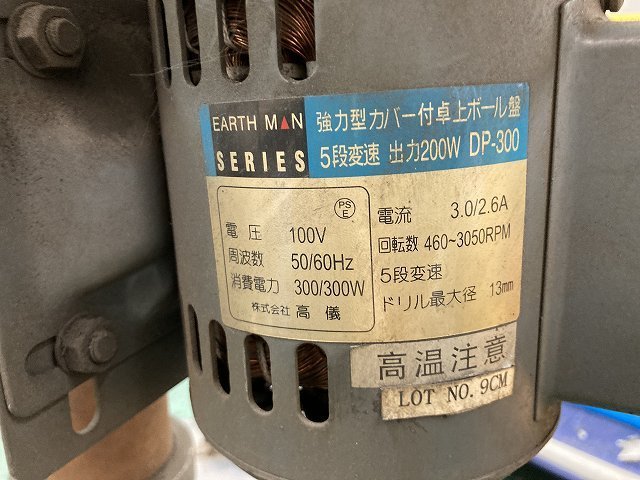 EARTH MAN
SERIES
強力型カバー付卓上ボール盤
5段変速 出力200W DP-300
PS
E
電圧 100V
周波数 50/60Hz
消費電力 300/300W
株式会社 高儀
電流 3.0/2.6A
回転数 460~3050RPM
5段変速
ドリル最大径 13mm
高温注意
LOT NO. 9CM